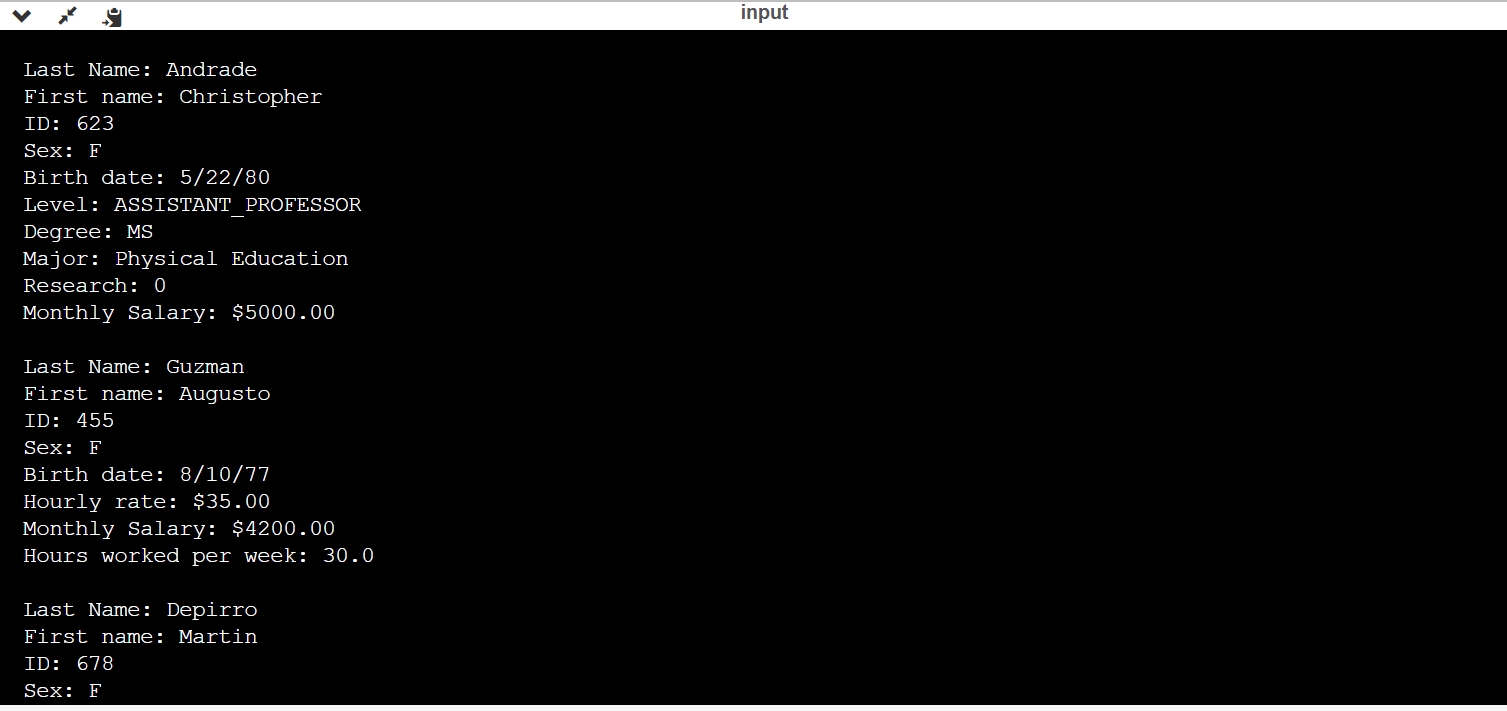 input
Last Name: Andrade
First name: Christopher
ID: 623
Sex: F
Birth date: 5/22/80
Level: ASSISTANT_PROFESSOR
Degree: MS
Major: Physical Education
Research: 0
Monthly Salary: $5000.00
Last Name: Guzman
First name: Augusto
ID: 455
Sex: F
Birth date: 8/10/77
Hourly rate: $35.00
Monthly Salary: $4200.00
Hours worked per week: 30.0
Last Name: Depirro
First name: Martin
ID: 678
Sex: F